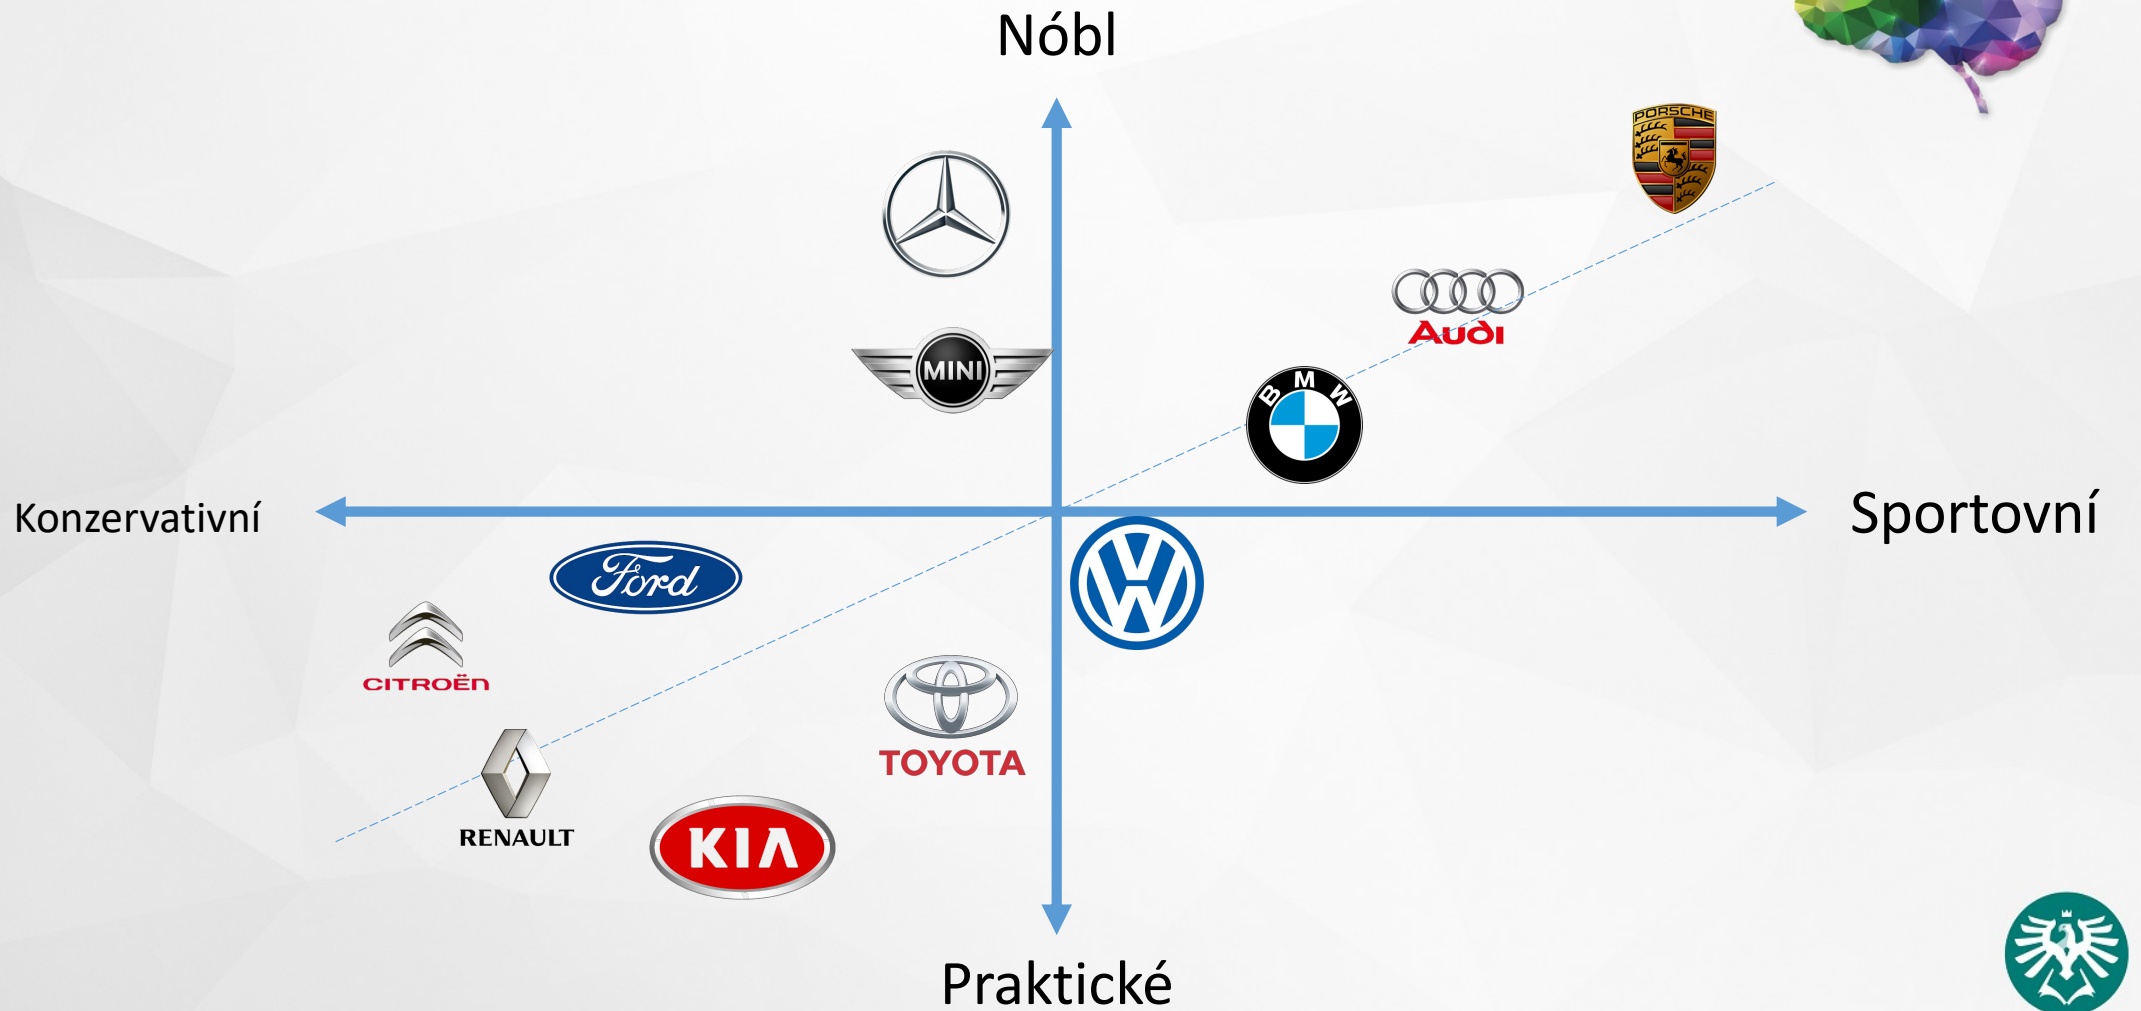 Nóbl
PORSCHE
Audi
MINI
BMW
Konzervativní
Sportovní
Ford
CITROËN
TOYOTA
RENAULT
KIA
Praktické